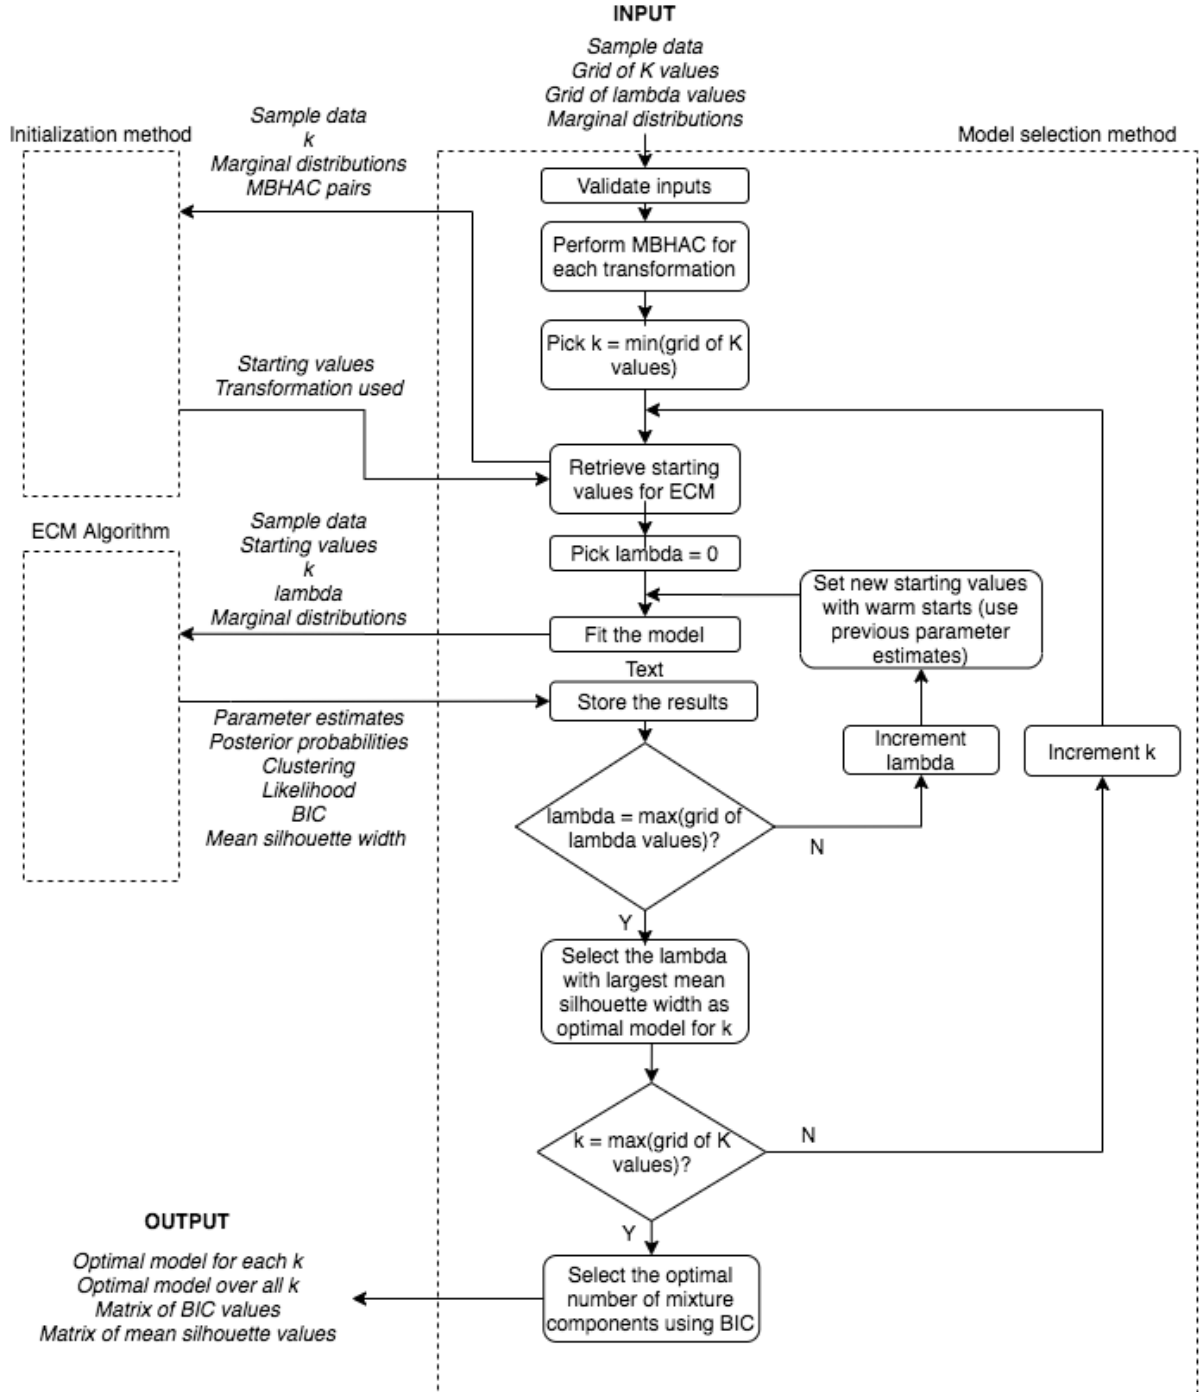 INPUT
Sample data
Grid of K values
Grid of lambda values
Marginal distributions
Initialization method
Sample data
k
Marginal distributions
MBHAC pairs
Model selection method
Validate inputs
Perform MBHAC for
each transformation
Pick k = min(grid of K
values)
Starting values
Transformation used
Retrieve starting
values for ECM
ECM Algorithm
Sample data
Starting values
k
lambda
Marginal distributions
Pick lambda = 0
Set new starting values
with warm starts (use
previous parameter
estimates)
Fit the model
Text
Store the results
Parameter estimates
Posterior probabilities
Clustering
Likelihood
BIC
Mean silhouette width
Increment
lambda
Increment k
lambda = max(grid of
lambda values)?
N
Y
Select the lambda
with largest mean
silhouette width as
optimal model for k
k = max(grid of K
values)?
N
Y
OUTPUT
Optimal model for each k
Optimal model over all k
Matrix of BIC values
Matrix of mean silhouette values
Select the optimal
number of mixture
components using BIC